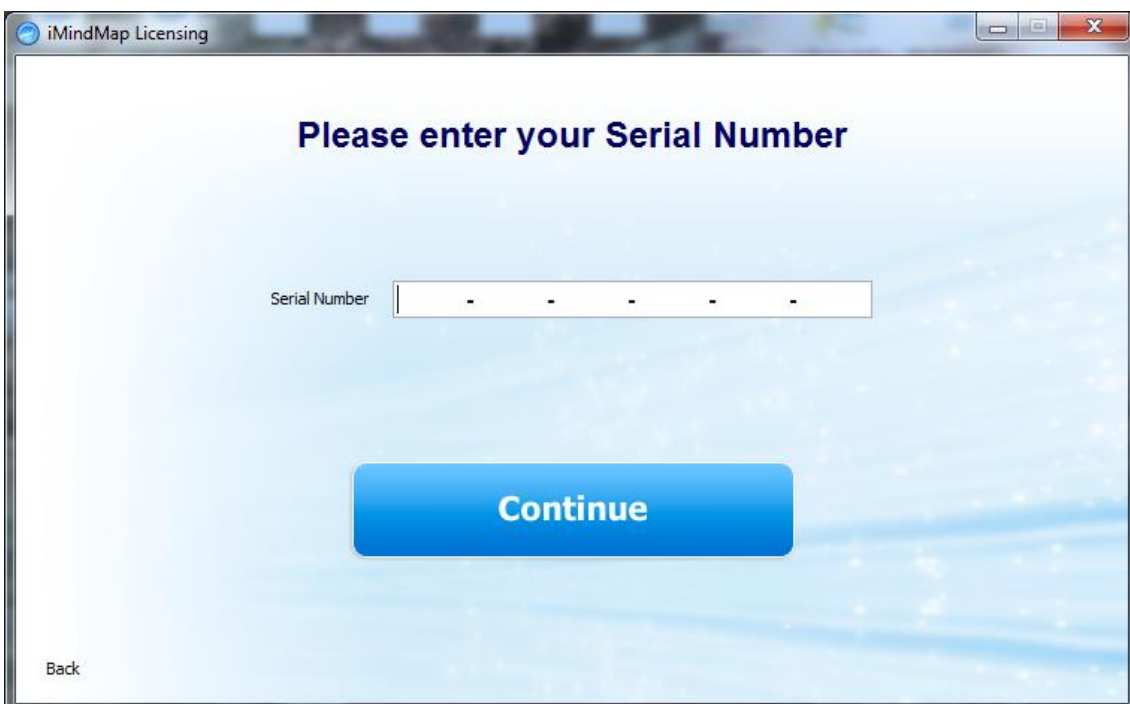 iMindMap Licensing
Please enter your Serial Number
Serial Number - - - - -
Continue
Back